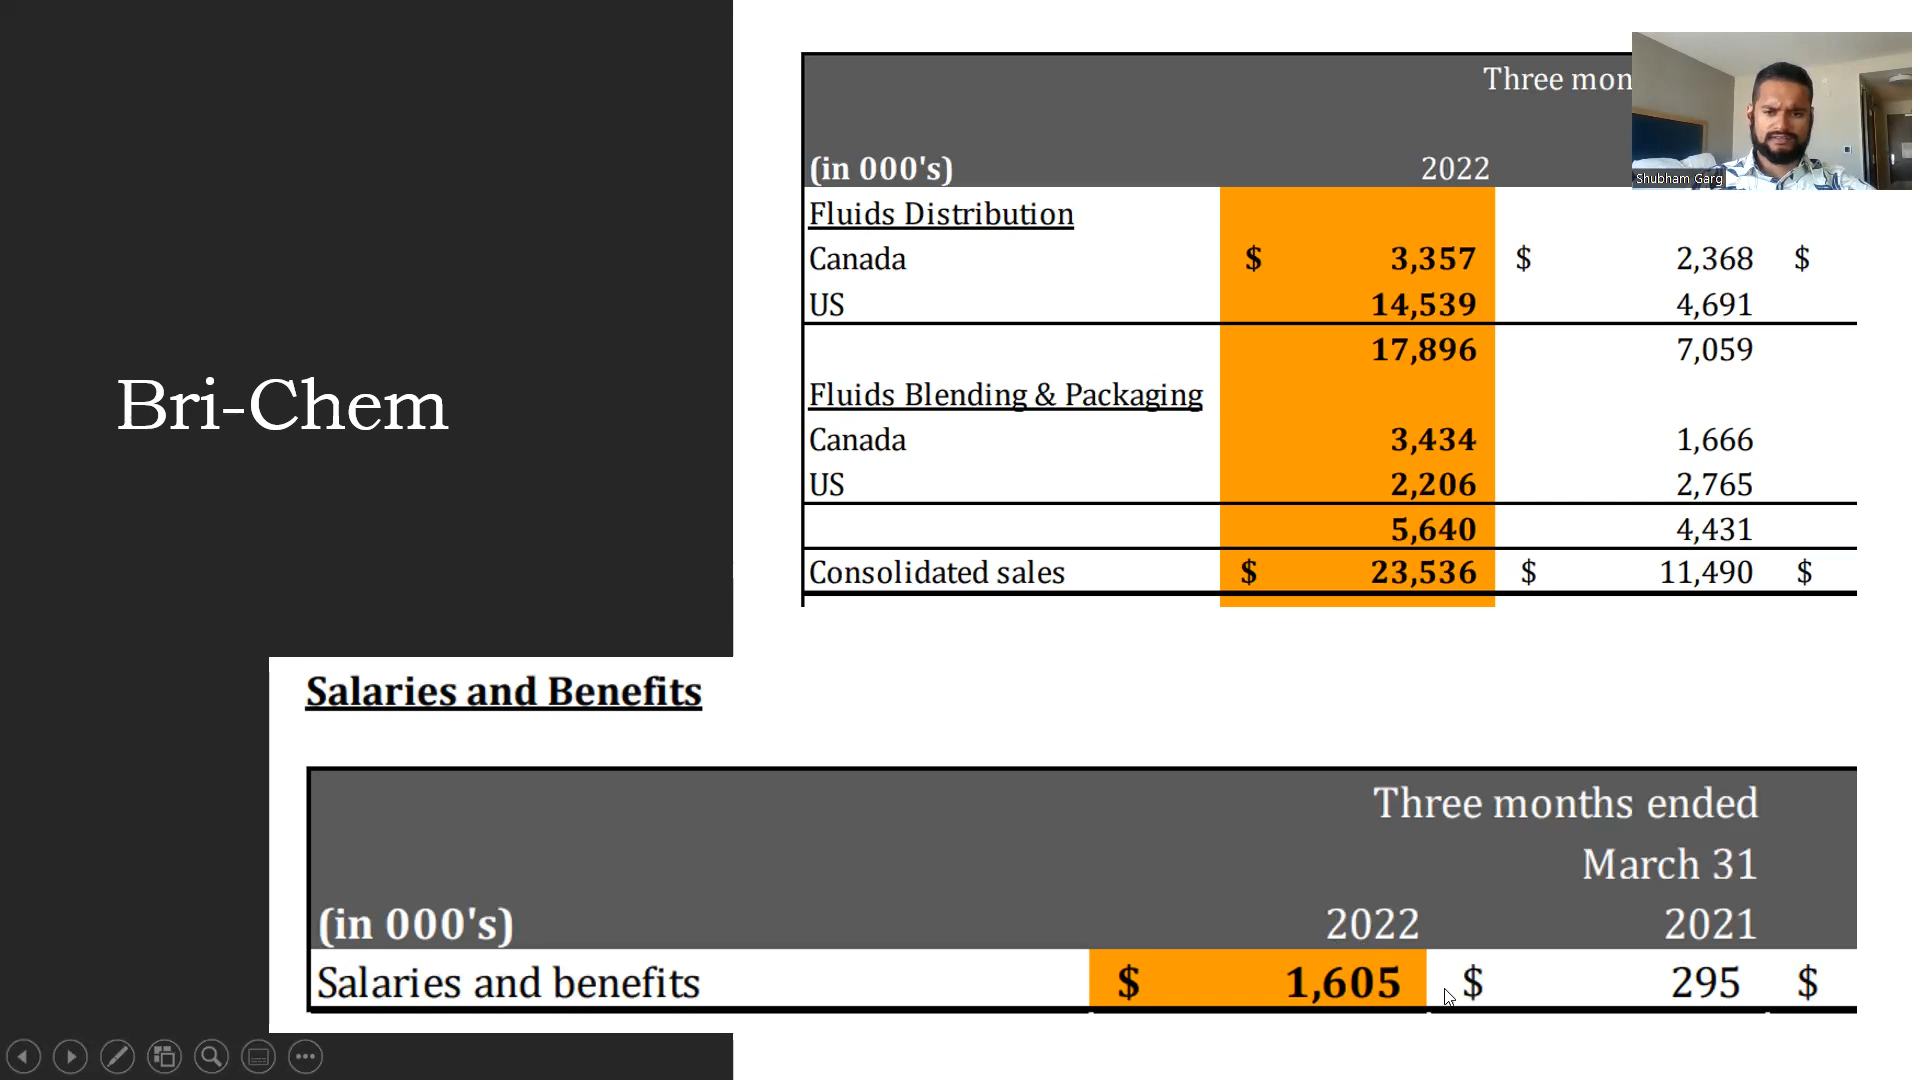 Bri-Chem
Three mon
(in 000's) 2022
Fluids Distribution
Canada $ 3,357 $ 2,368 $
US 14,539 4,691
17,896 7,059
Fluids Blending & Packaging
Canada 3,434 1,666
US 2,206 2,765
5,640 4,431
Consolidated sales $ 23,536 $ 11,490 $
Shubham Garg
Salaries and Benefits
Three months ended
March 31
(in 000's) 2022 2021
Salaries and benefits $ 1,605 $ 295 $